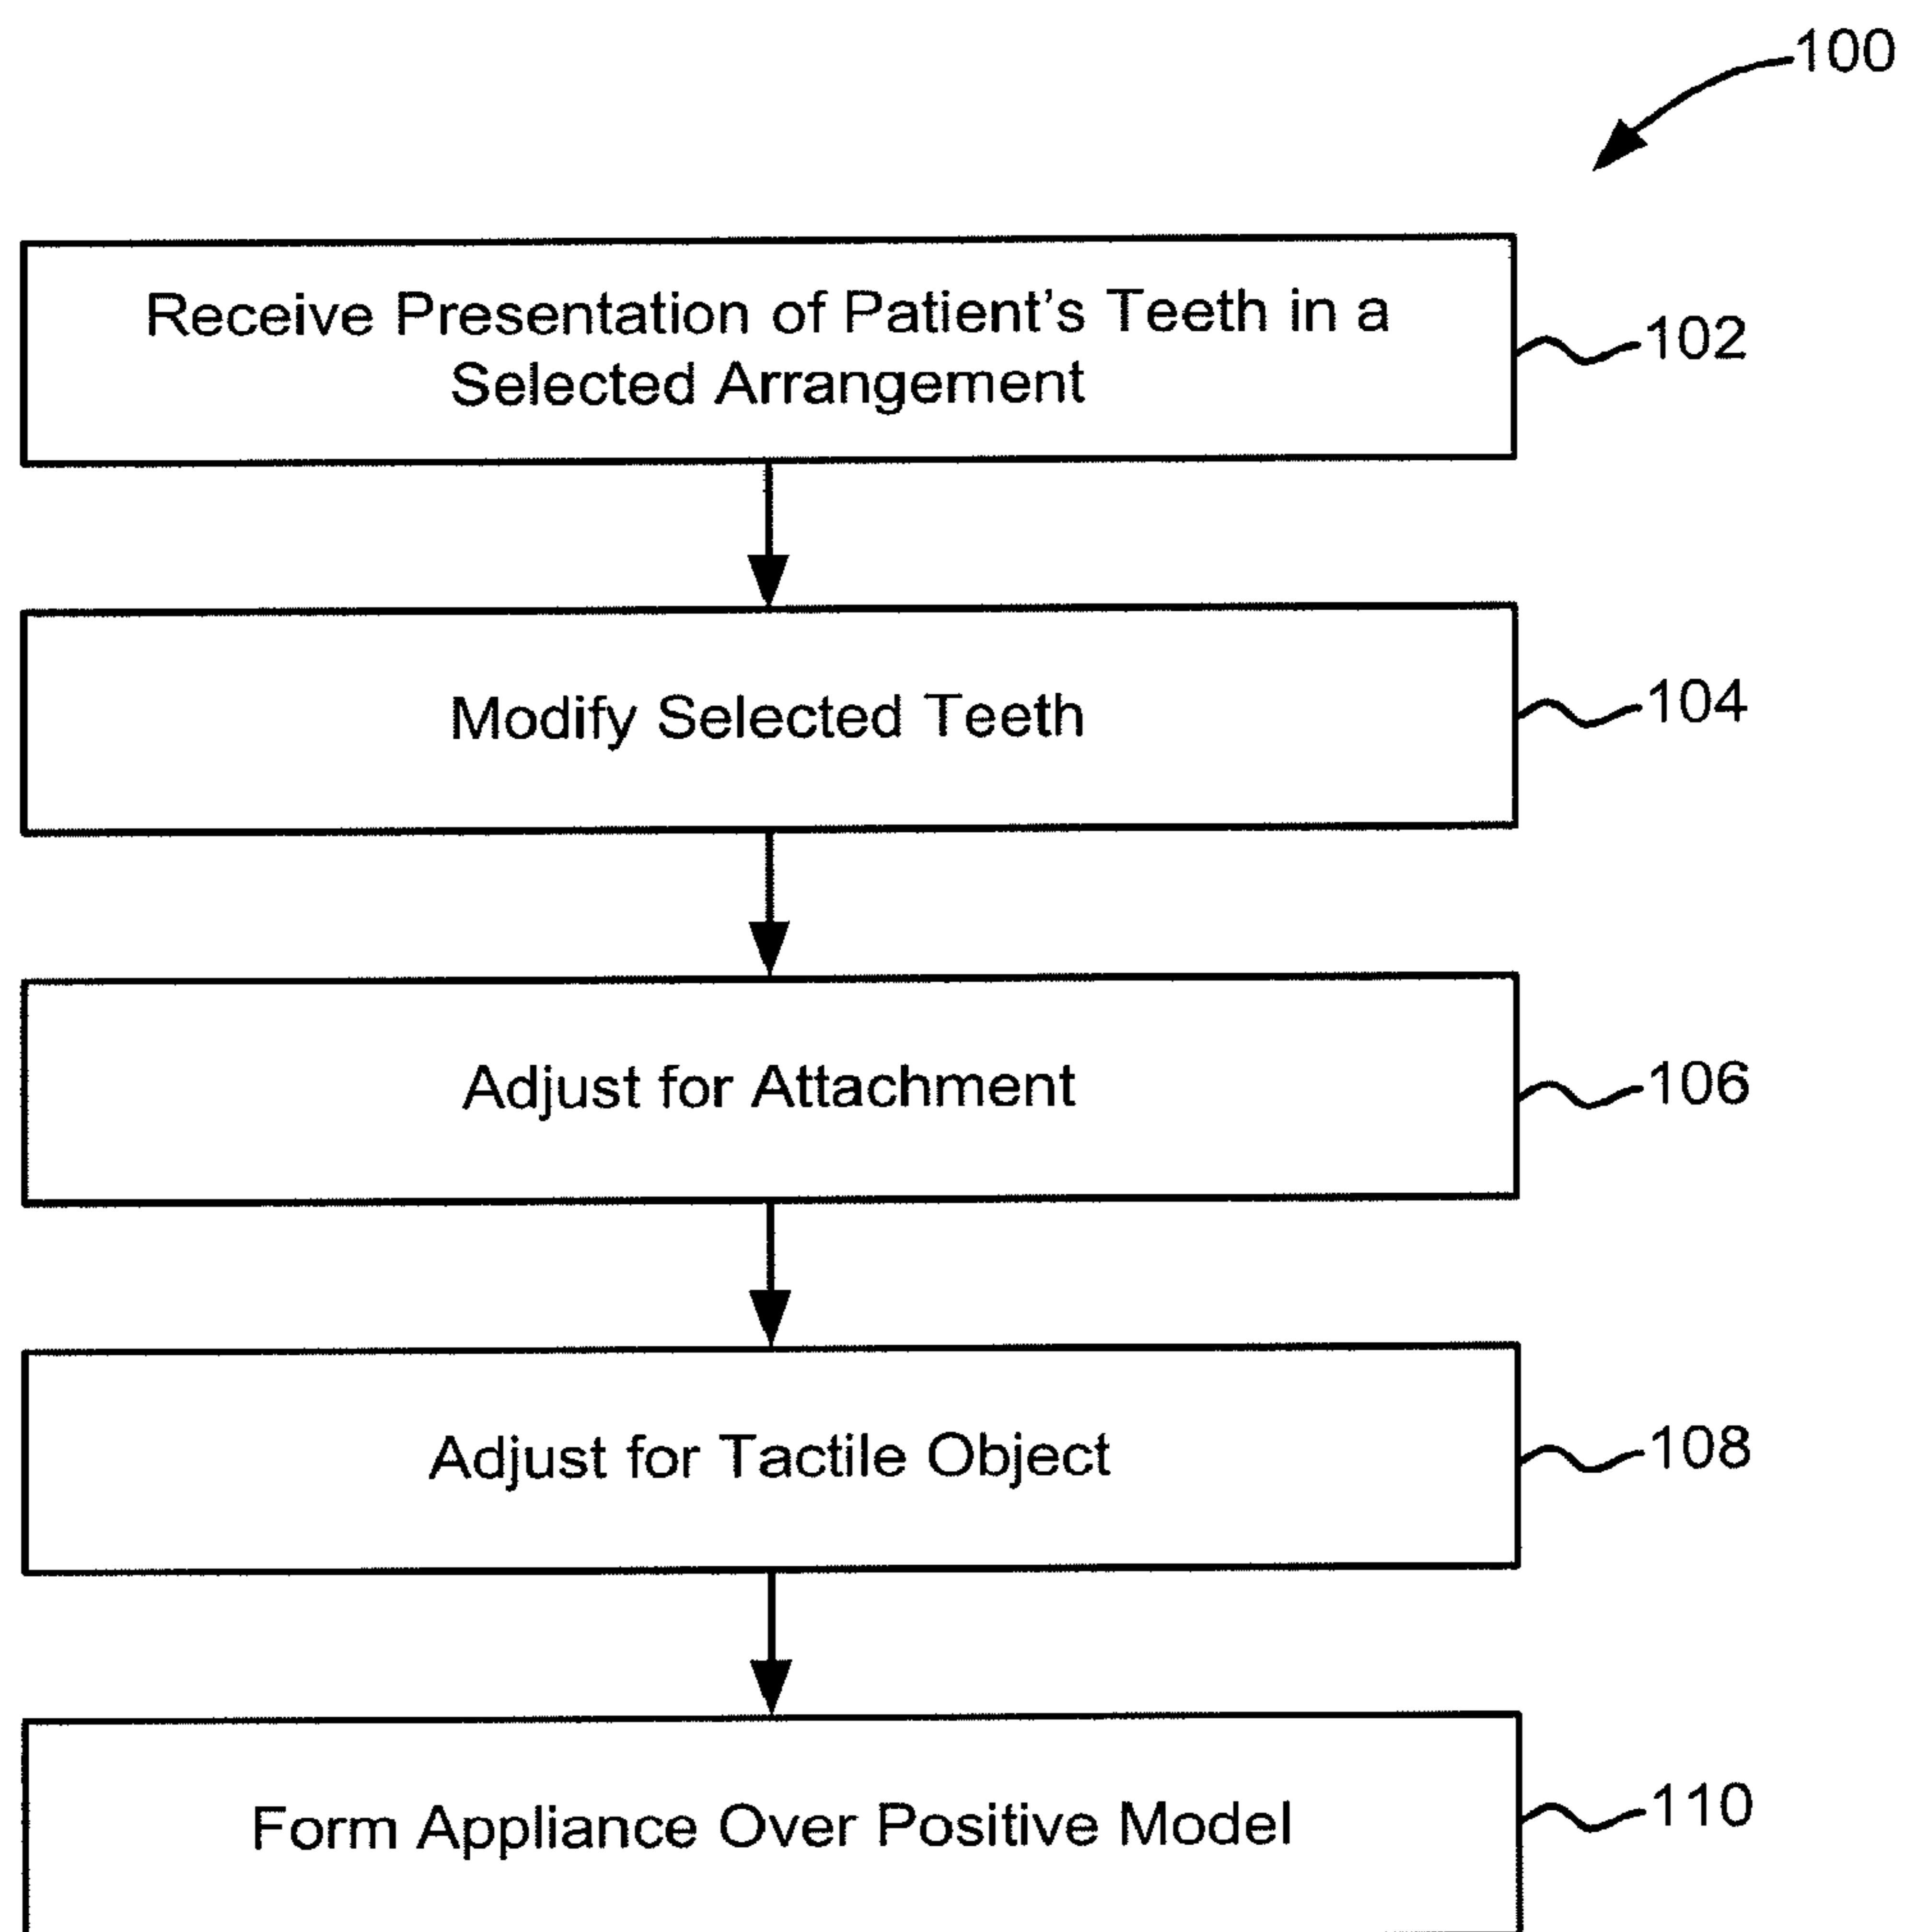 100
Receive Presentation of Patient's Teeth in a
Selected Arrangement
102
Modify Selected Teeth
104
Adjust for Attachment
106
Adjust for Tactile Object
108
Form Appliance Over Positive Model
110